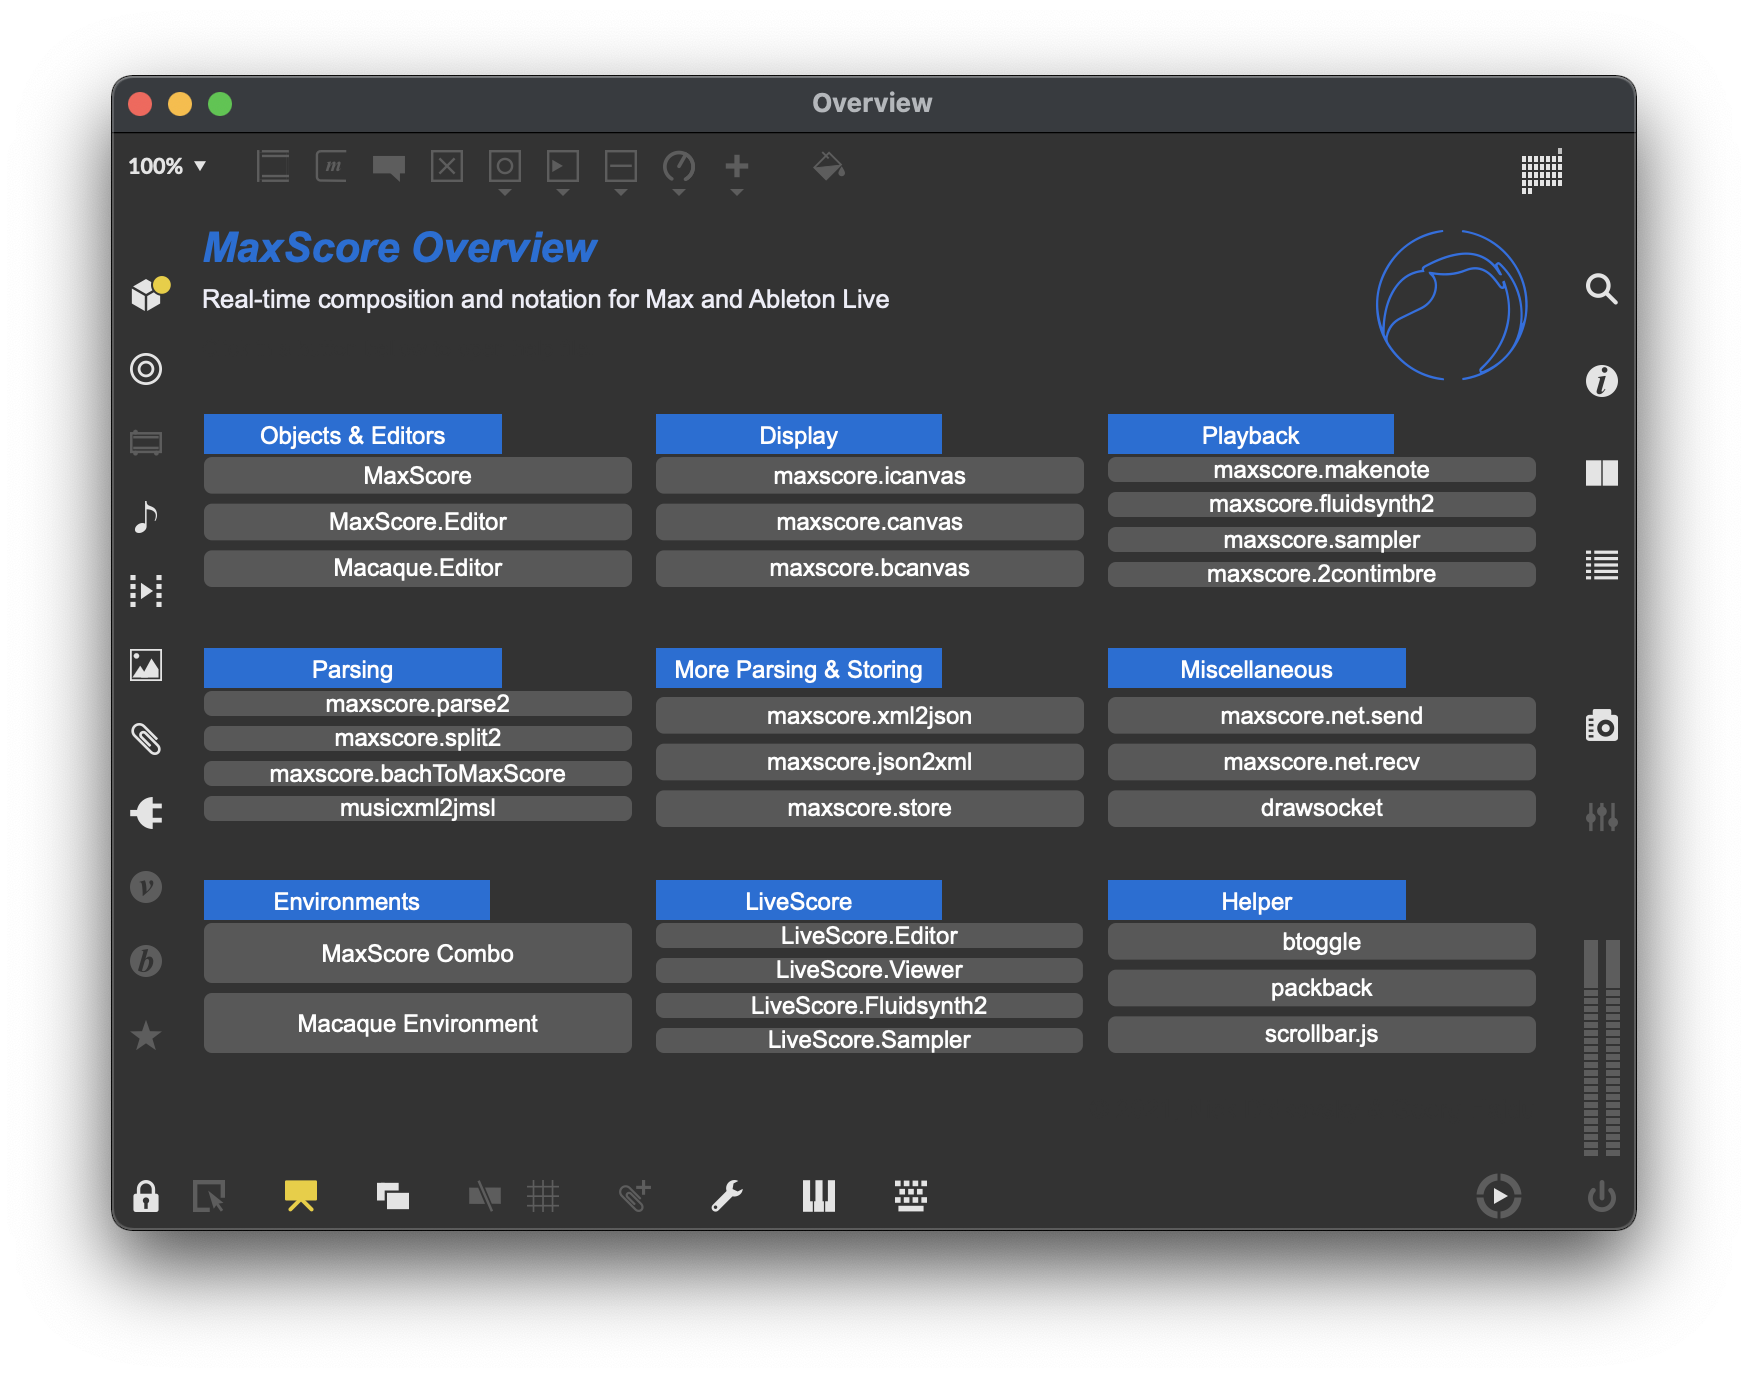 Overview
100%
MaxScore Overview
Real-time composition and notation for Max and Ableton Live
Objects & Editors
MaxScore
MaxScore.Editor
Macaque.Editor
Display
maxscore.icanvas
maxscore.canvas
maxscore.bcanvas
Playback
maxscore.makenote
maxscore.fluidsynth2
maxscore.sampler
maxscore.2contimbre
Parsing
maxscore.parse2
maxscore.split2
maxscore.bachToMaxScore
musicxml2jmsl
More Parsing & Storing
maxscore.xml2json
maxscore.json2xml
maxscore.store
Miscellaneous
maxscore.net.send
maxscore.net.recv
drawsocket
Environments
MaxScore Combo
Macaque Environment
LiveScore
LiveScore.Editor
LiveScore.Viewer
LiveScore.Fluidsynth2
LiveScore.Sampler
Helper
btoggle
packback
scrollbar.js